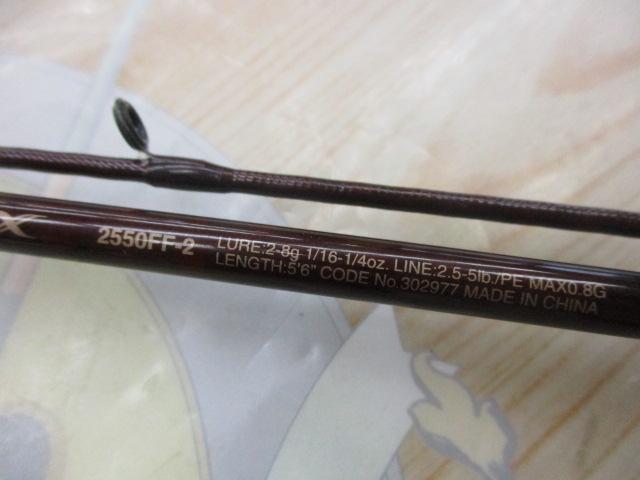 X 2550FF-2 LURE:2-8g 1/16-1/4oz. LINE:2.5-5lb./PE MAX0.8G
LENGTH:5'6" CODE No.302977 MADE IN CHINA